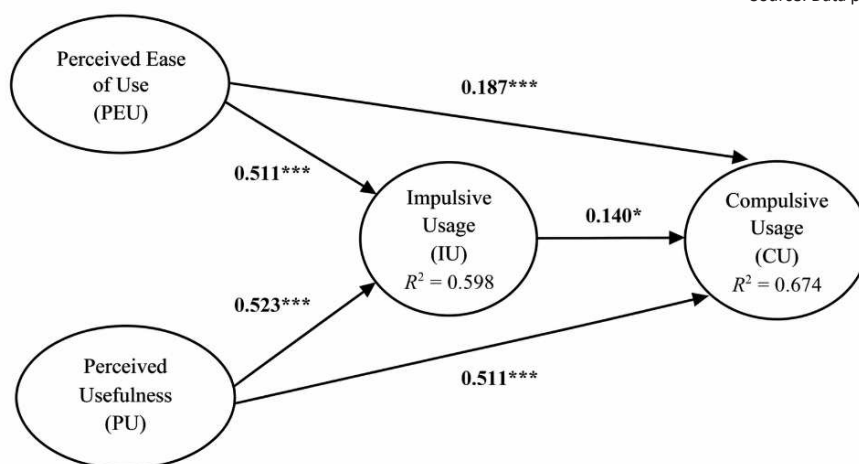 Perceived Ease
of Use
(PEU)
0.187***
0.511***
Impulsive
Usage
(IU)
R² = 0.598
0.140*
Compulsive
Usage
(CU)
R² = 0.674
0.523***
Perceived
Usefulness
(PU)
0.511***